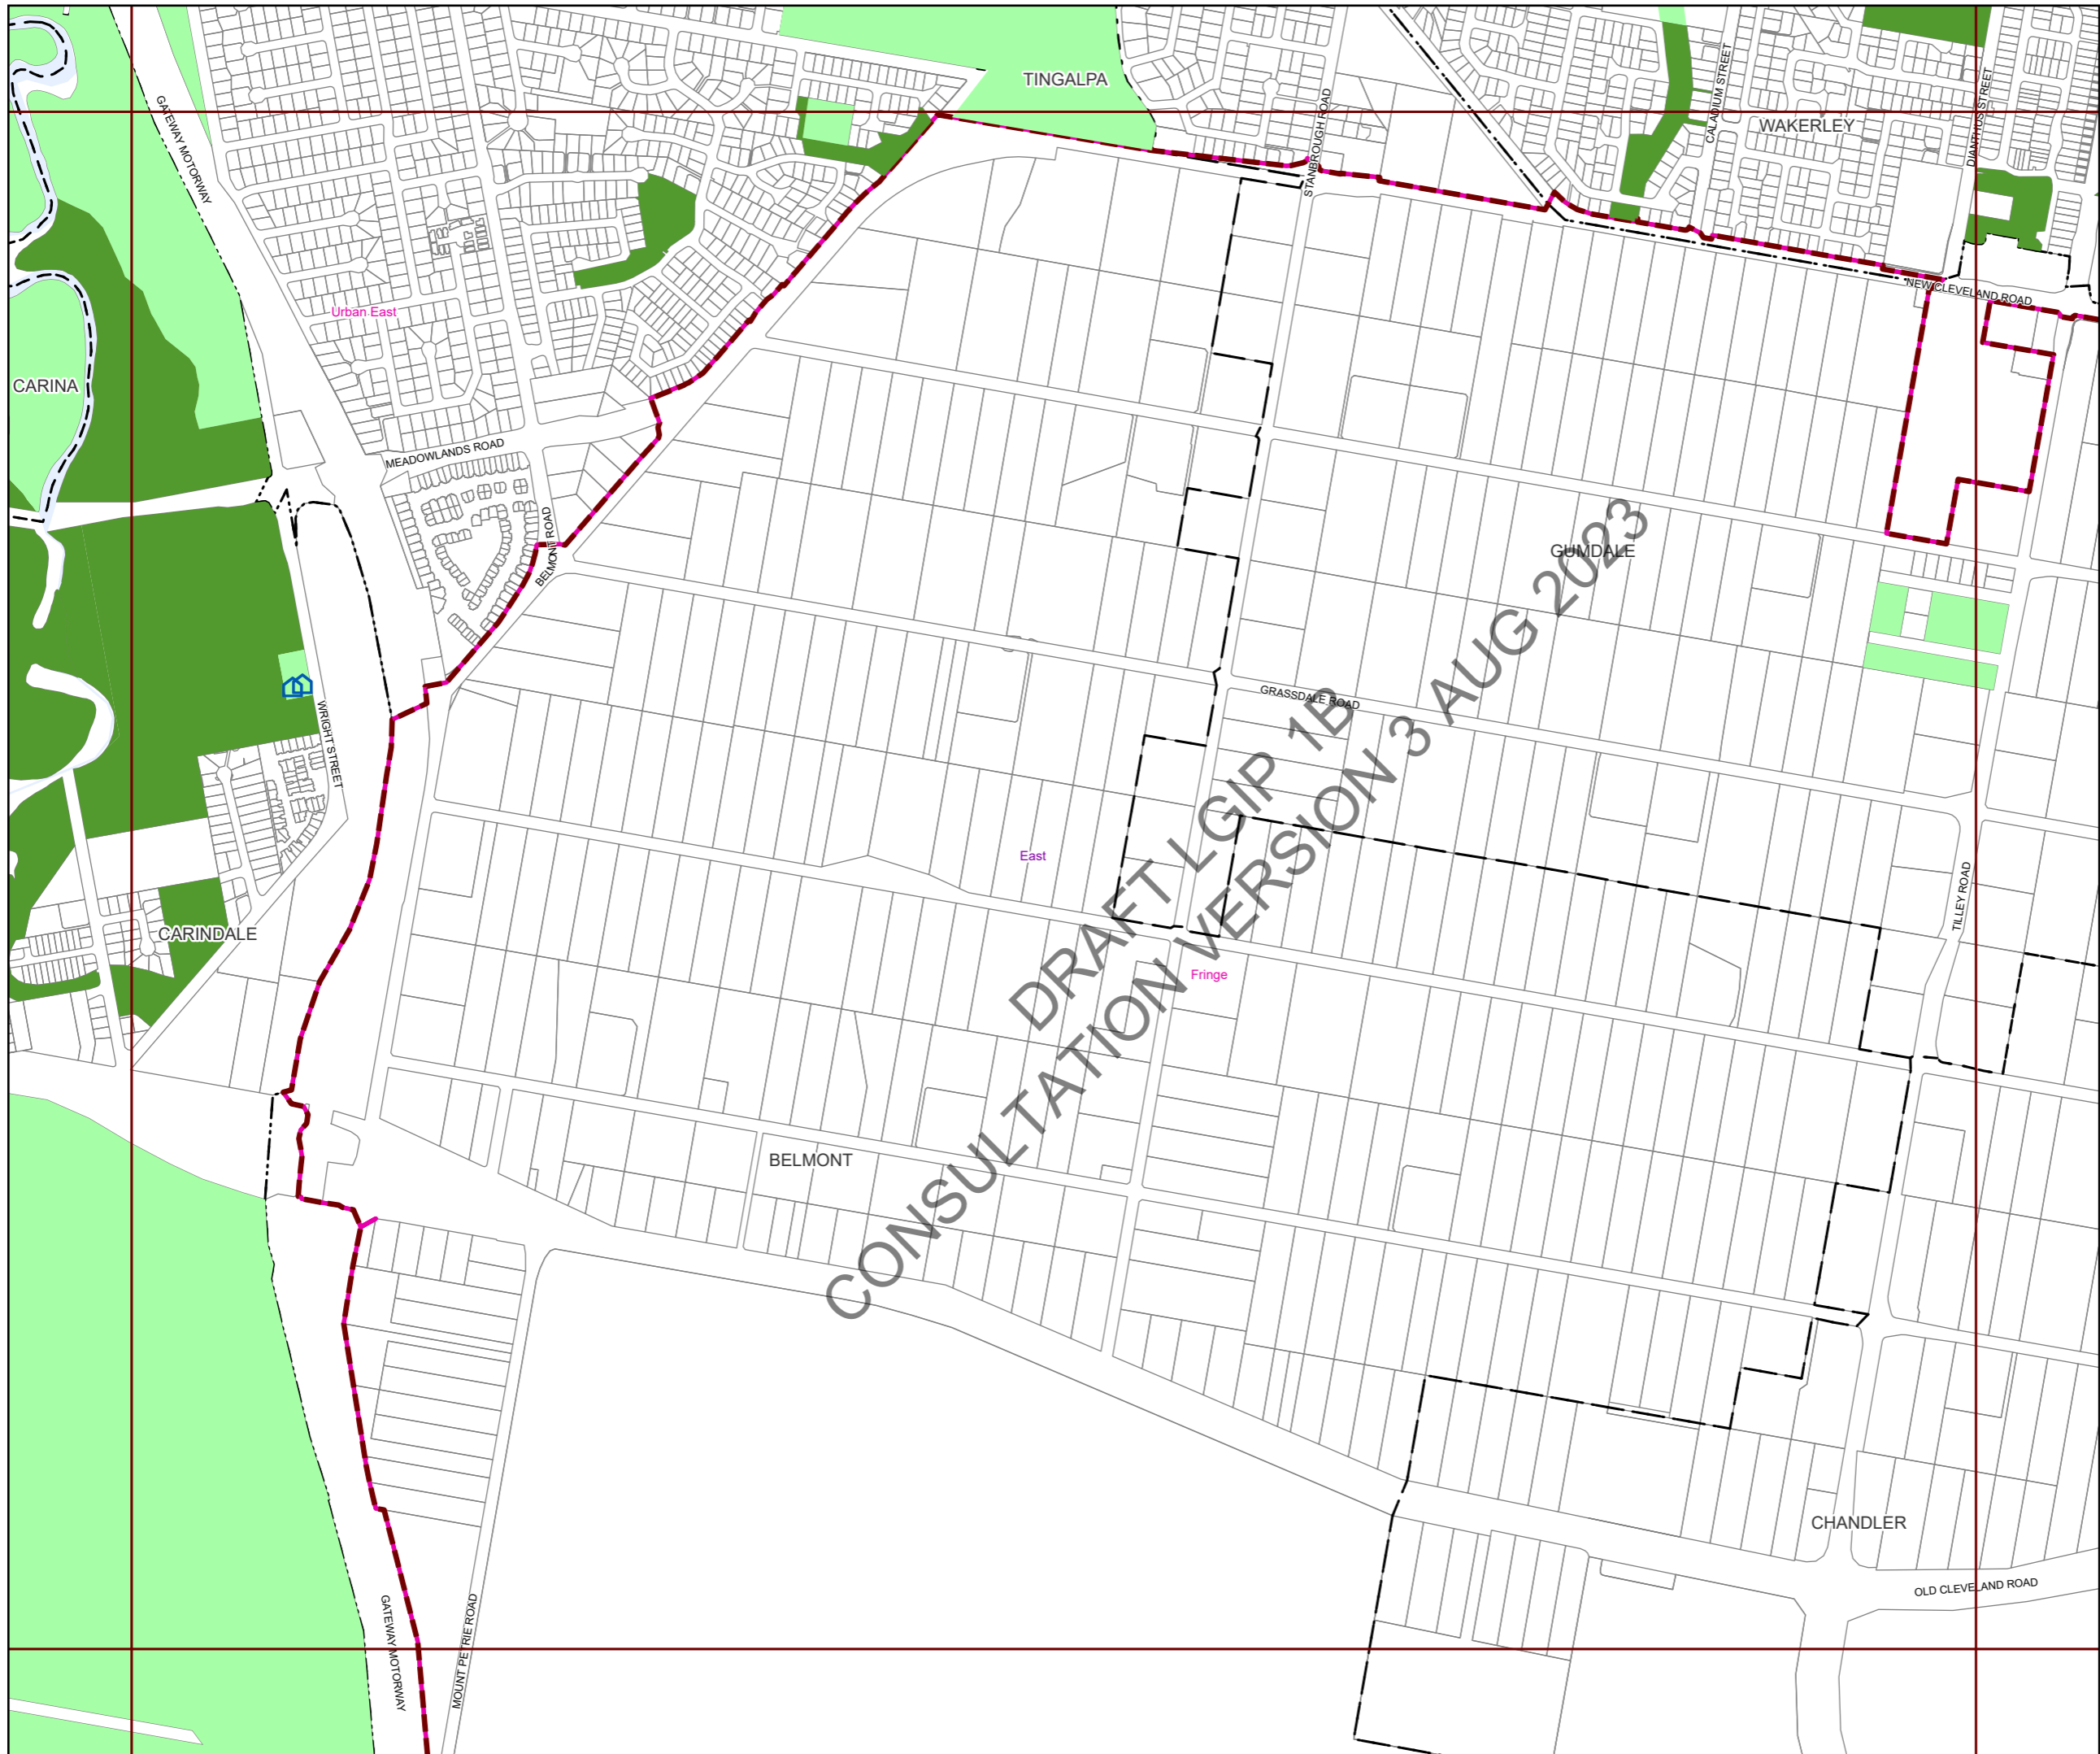 TINGALPA
CALADIUM STREET
WAKERLEY
DIANTHUS STREET
GATEWAY MOTORWAY
STANBROUGH ROAD
NEW CLEVELAND ROAD
Urban East
CARINA
MEADOWLANDS ROAD
BELMONT ROAD
GUMDALE
GRASSDALE ROAD
WRIGHT STREET
DRAFT LGIP 1B
CONSULTATION VERSION 3 AUG 2023
East
TILLEY ROAD
CARINDALE
Fringe
BELMONT
CHANDLER
OLD CLEVELAND ROAD
GATEWAY MOTORWAY
MOUNT PETRIE ROAD